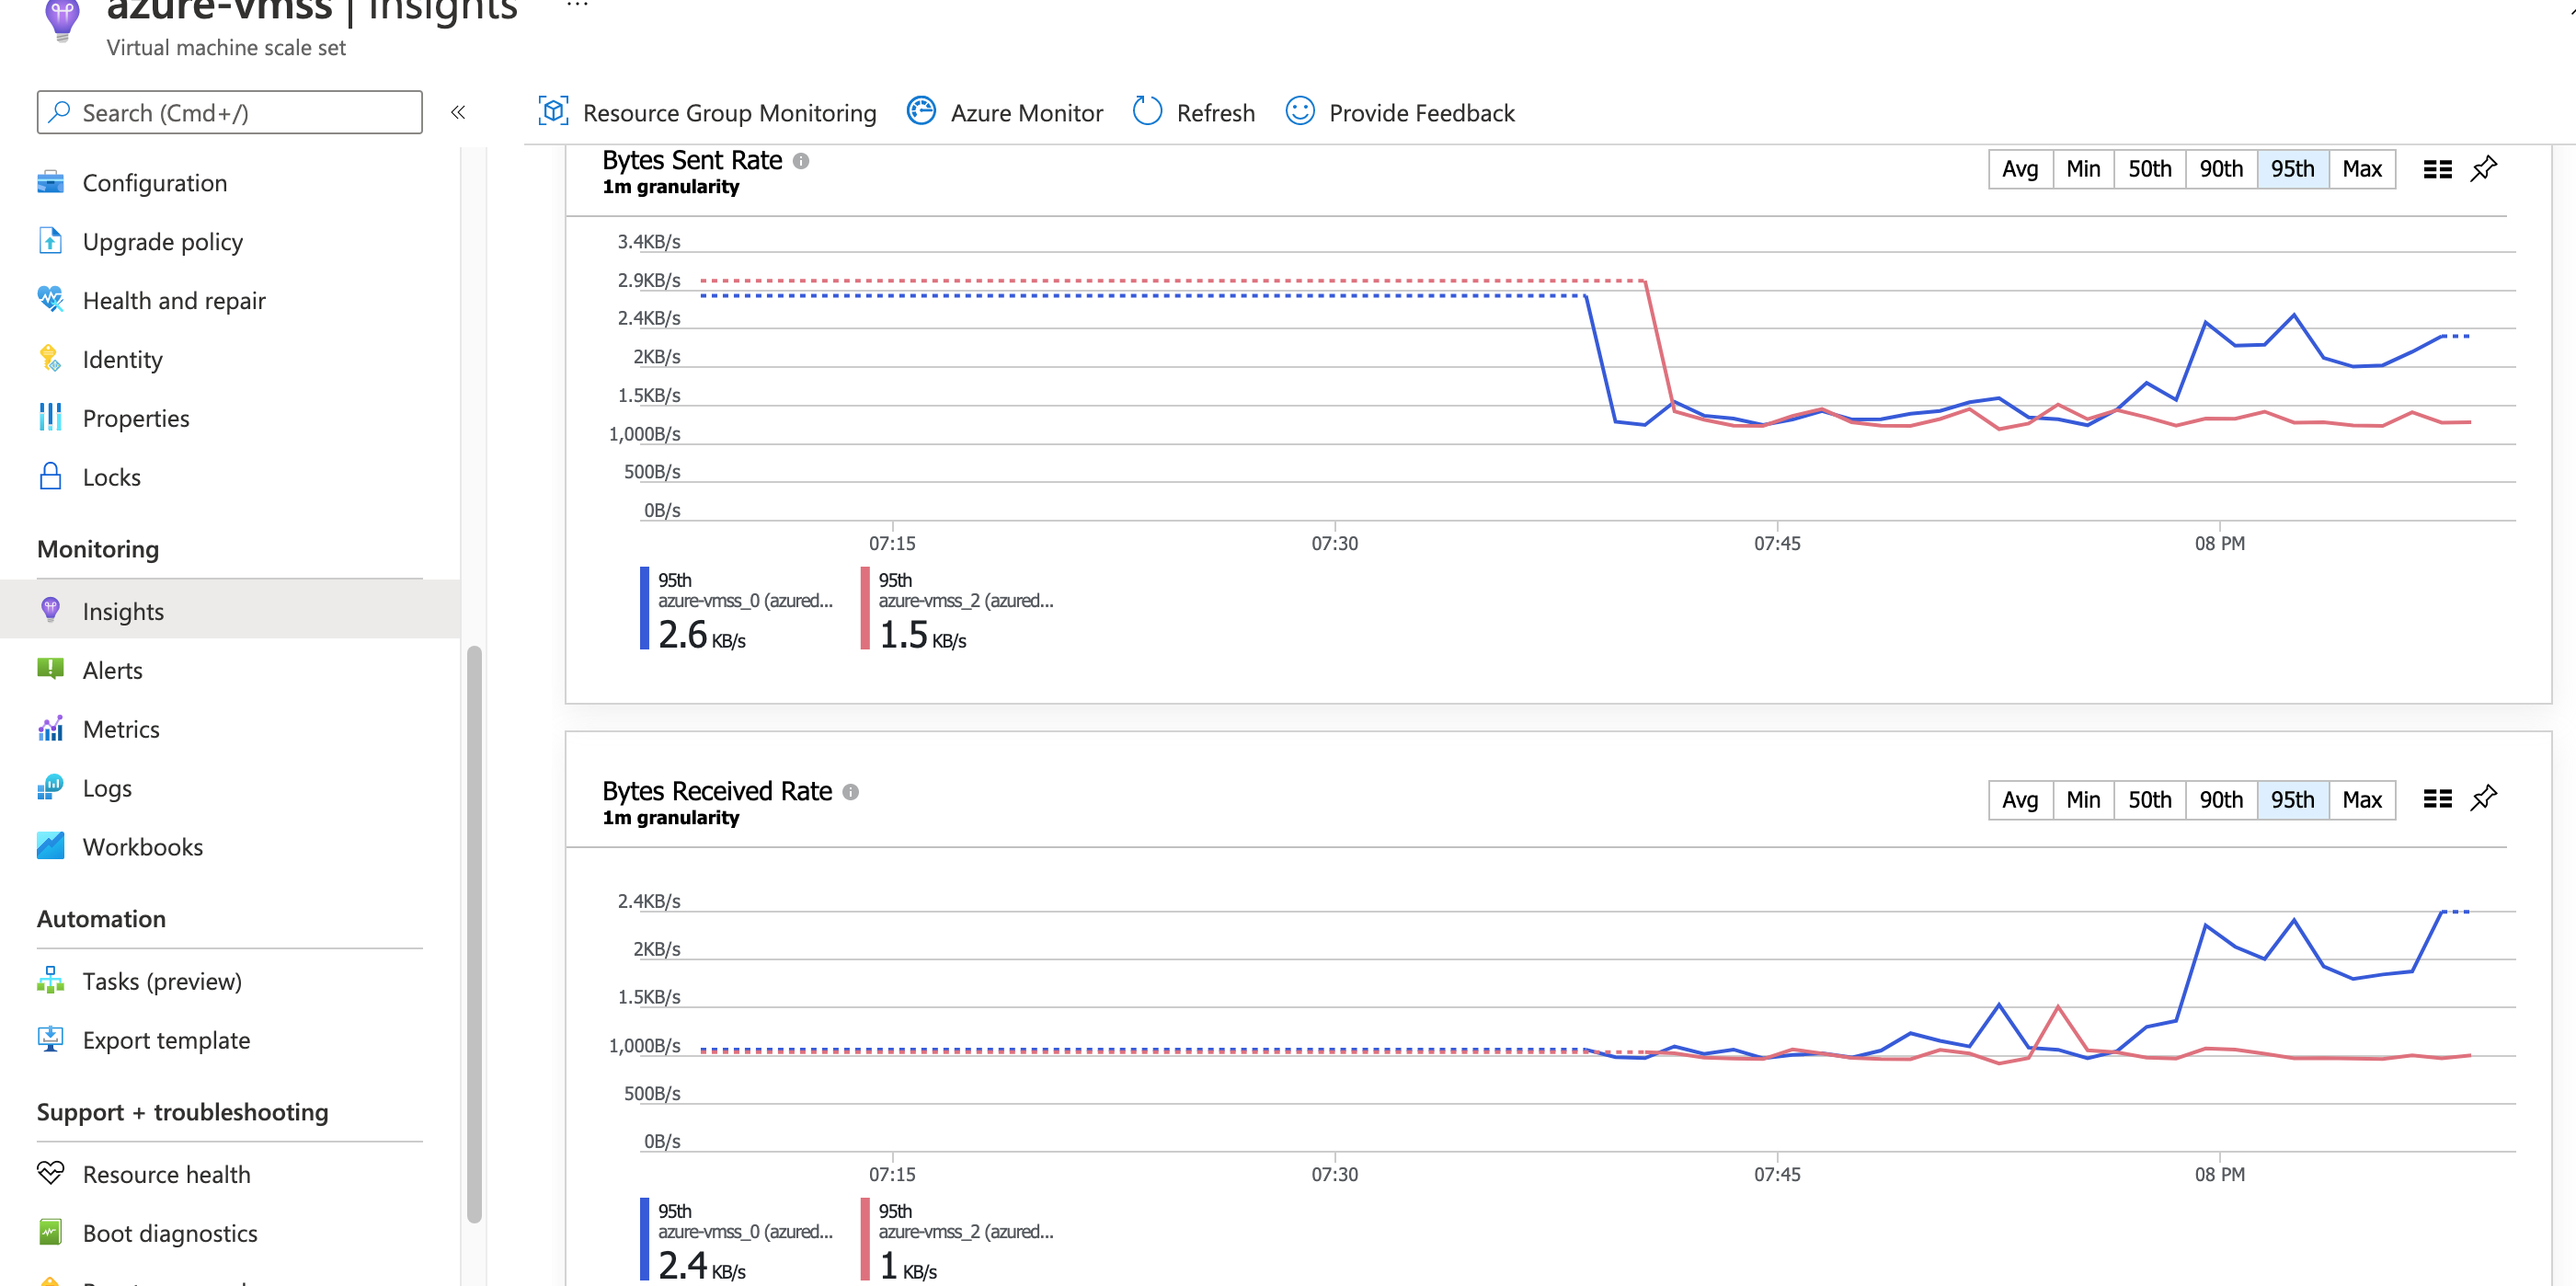 azure-vmss | Insights ...
Virtual machine scale set
Search (Cmd+/)
«
Configuration
Upgrade policy
Health and repair
Identity
Properties
Locks
Monitoring
Insights
Alerts
Metrics
Logs
Workbooks
Automation
Tasks (preview)
Export template
Support + troubleshooting
Resource health
Boot diagnostics
Resource Group Monitoring
Azure Monitor
Refresh
Provide Feedback
Bytes Sent Rate
1m granularity
Avg Min 50th 90th 95th Max
3.4KB/s
2.9KB/s
2.4KB/s
2KB/s
1.5KB/s
1,000B/s
500B/s
0B/s
07:15 07:30 07:45 08 PM
95th
azure-vmss_0 (azured...
2.6 KB/s
95th
azure-vmss_2 (azured...
1.5 KB/s
Bytes Received Rate
1m granularity
Avg Min 50th 90th 95th Max
2.4KB/s
2KB/s
1.5KB/s
1,000B/s
500B/s
0B/s
07:15 07:30 07:45 08 PM
95th
azure-vmss_0 (azured...
2.4 KB/s
95th
azure-vmss_2 (azured...
1 KB/s